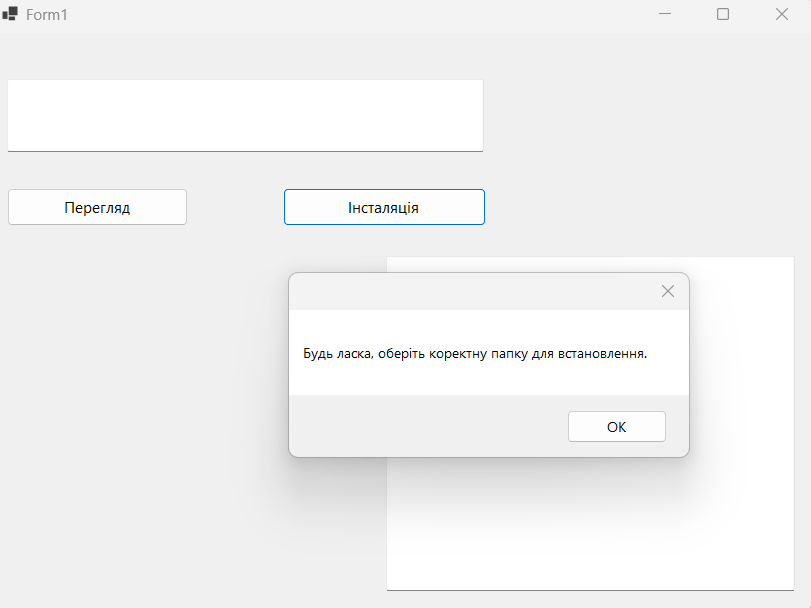 Form1
Перегляд
Інсталяція
Будь ласка, оберіть коректну папку для встановлення.
OK